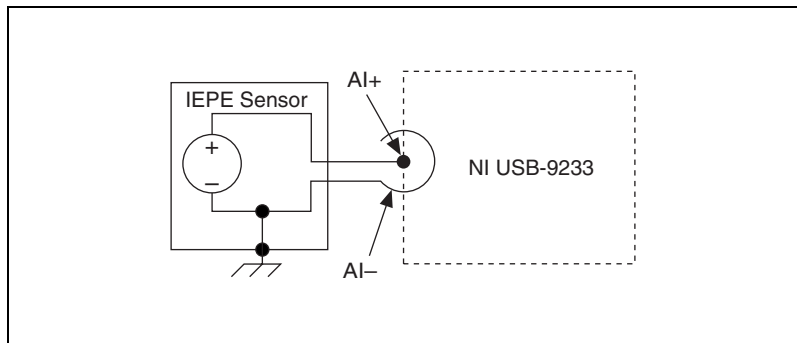 AI+
IEPE Sensor
+
NI USB-9233
–
AI–